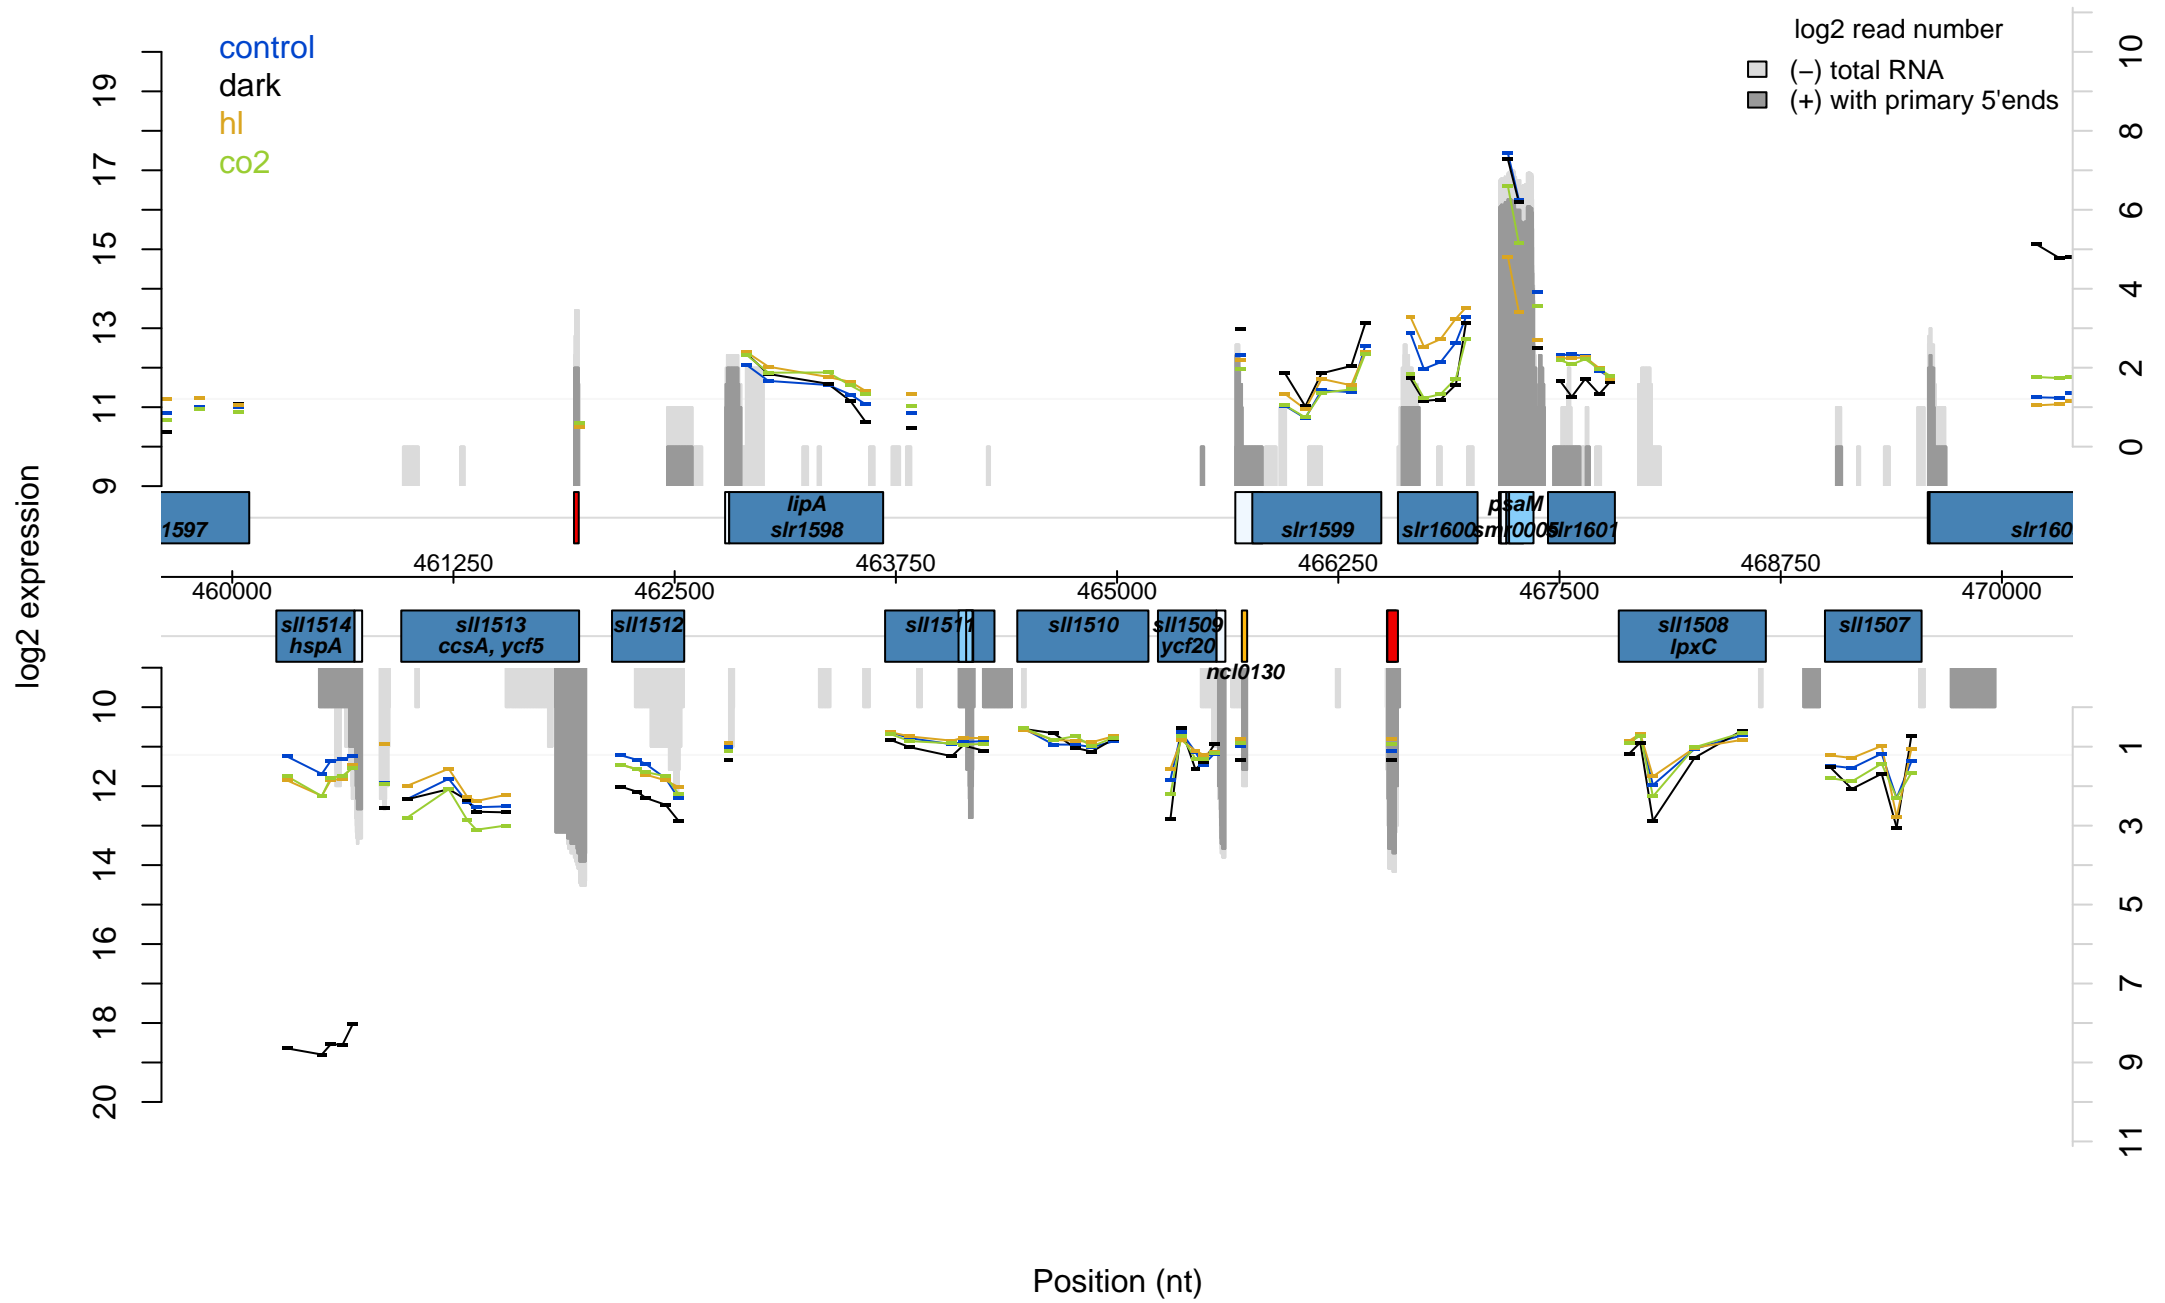 control
dark
hl
co2
log2 read number
(−) total RNA
(+) with primary 5'ends
19
17
15
13
11
9
10
8
6
4
2
0
log2 expression
1597
lipA
slr1598
slr1599
slr1600
psaM
smr0005
slr1601
slr160
461250
463750
466250
468750
460000
462500
465000
467500
470000
sll1514
hspA
sll1513
ccsA, ycf5
sll1512
sll1511
sll1510
sll1509
ycf20
ncl0130
sll1508
lpxC
sll1507
10
12
14
16
18
20
1
3
5
7
9
11
Position (nt)